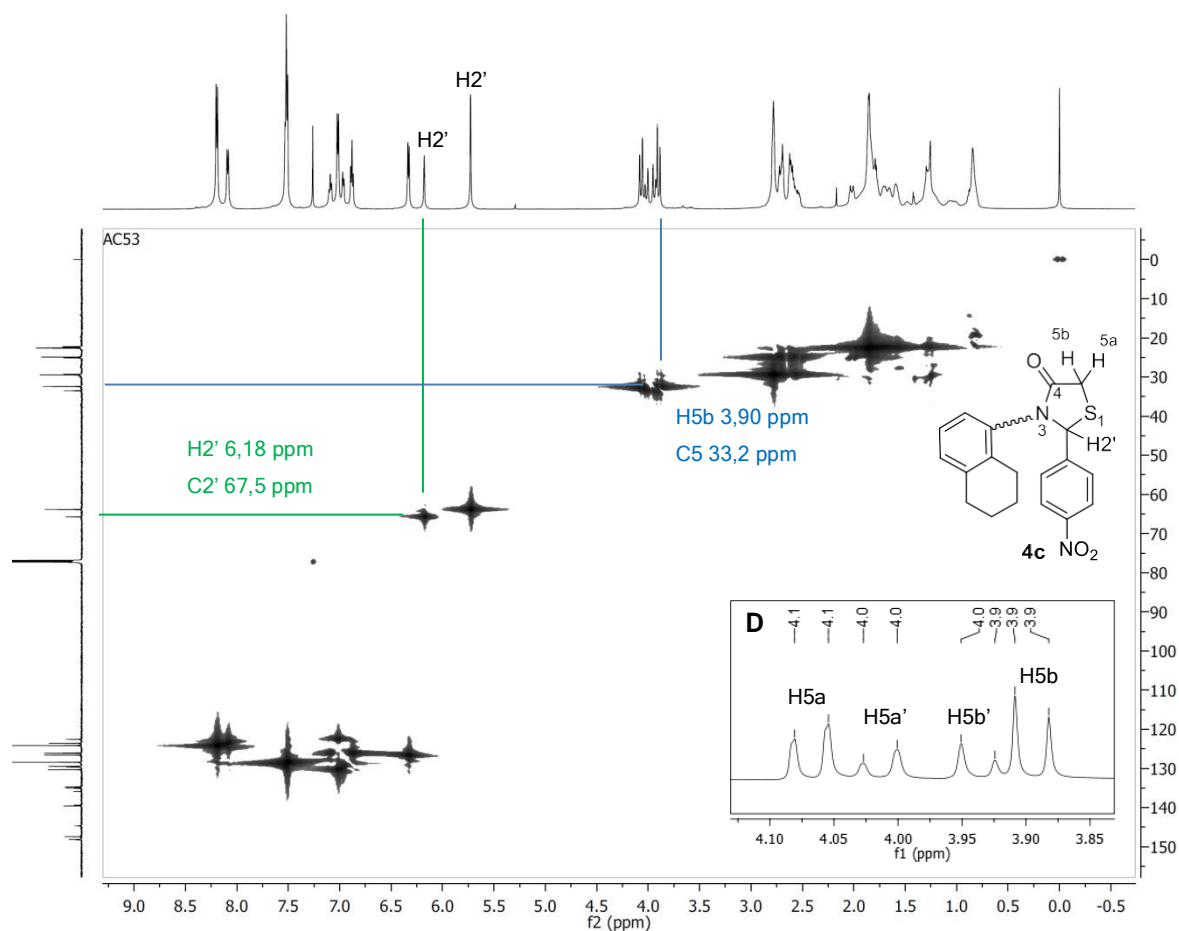 H2’
H2’
AC53
H2’ 6,18 ppm
C2’ 67,5 ppm
H5b 3,90 ppm
C5 33,2 ppm
5b
5a
H
H
O
4
S
1
N
3
H2'
4c
NO2
0
10
20
30
40
50
60
70
80
90
100
110
120
130
140
150
D
4.1
4.1
4.0
4.0
4.0
3.9
3.9
3.9
H5a
H5a’
H5b’
H5b
4.10 4.05 4.00 3.95 3.90 3.85
f1 (ppm)
9.0 8.5 8.0 7.5 7.0 6.5 6.0 5.5 5.0 4.5 4.0 3.5 3.0 2.5 2.0 1.5 1.0 0.5 0.0 -0.5
f2 (ppm)